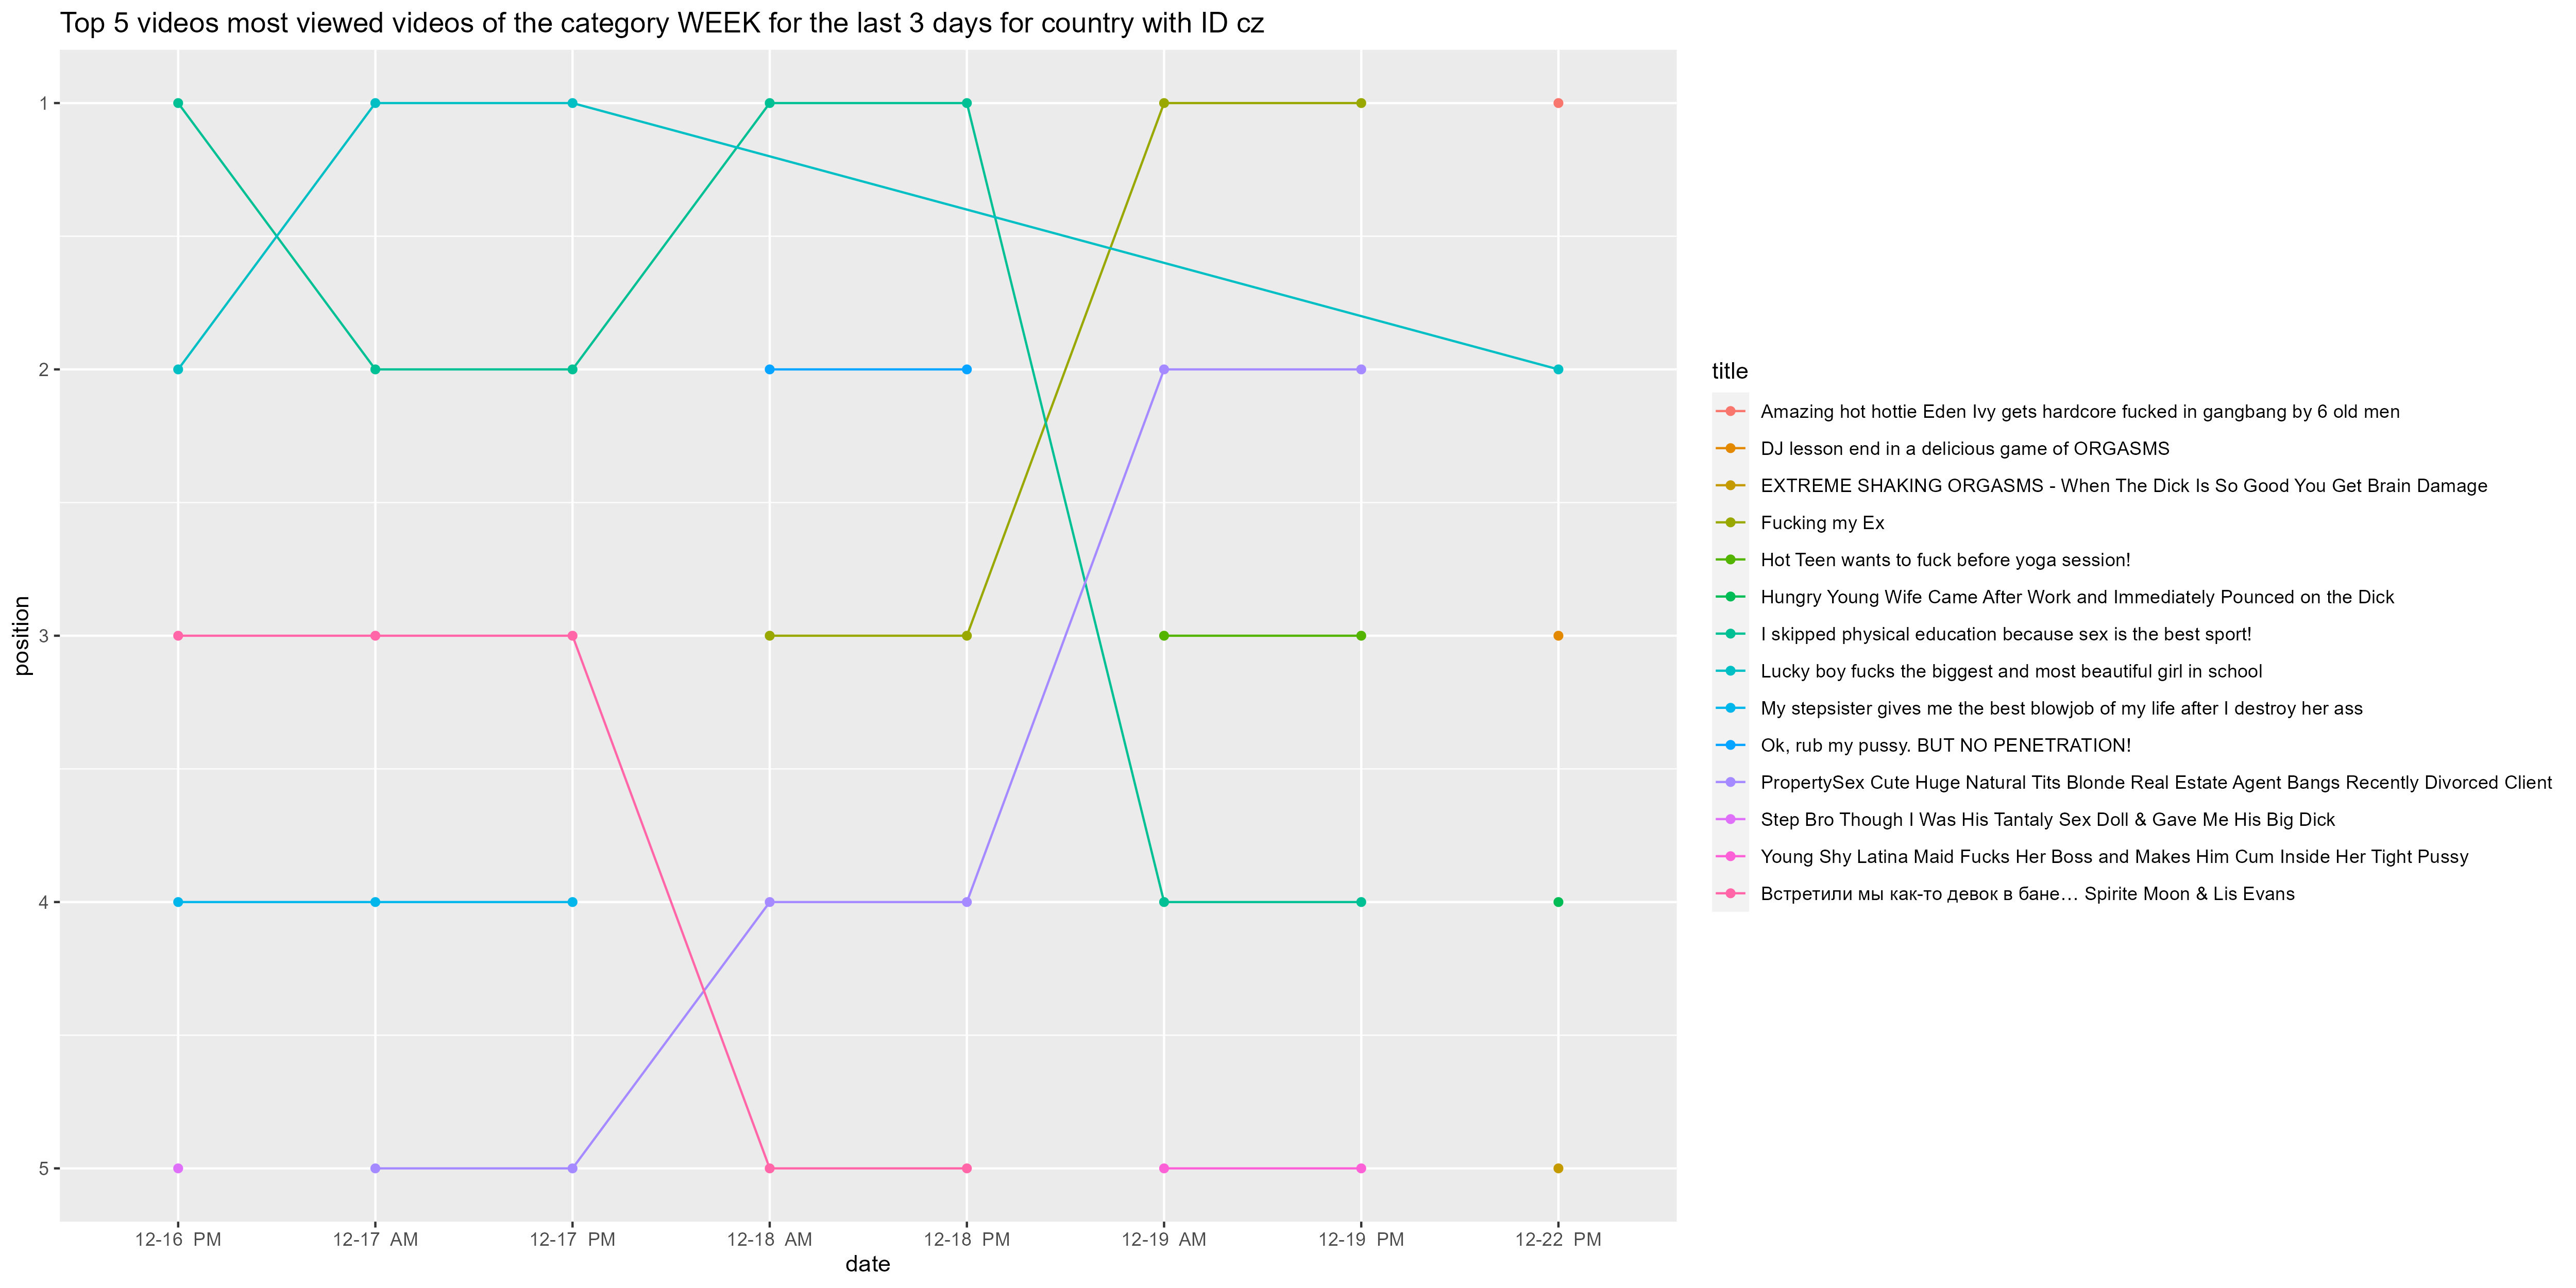 Top 5 videos most viewed videos of the category WEEK for the last 3 days for country with ID cz
position
1
2
3
4
5
12-16 PM
12-17 AM
12-17 PM
12-18 AM
12-18 PM
12-19 AM
12-19 PM
12-22 PM
date
title
Amazing hot hottie Eden Ivy gets hardcore fucked in gangbang by 6 old men
DJ lesson end in a delicious game of ORGASMS
EXTREME SHAKING ORGASMS - When The Dick Is So Good You Get Brain Damage
Fucking my Ex
Hot Teen wants to fuck before yoga session!
Hungry Young Wife Came After Work and Immediately Pounced on the Dick
I skipped physical education because sex is the best sport!
Lucky boy fucks the biggest and most beautiful girl in school
My stepsister gives me the best blowjob of my life after I destroy her ass
Ok, rub my pussy. BUT NO PENETRATION!
PropertySex Cute Huge Natural Tits Blonde Real Estate Agent Bangs Recently Divorced Client
Step Bro Though I Was His Tantaly Sex Doll & Gave Me His Big Dick
Young Shy Latina Maid Fucks Her Boss and Makes Him Cum Inside Her Tight Pussy
Встретили мы как-то девок в бане… Spirite Moon & Lis Evans